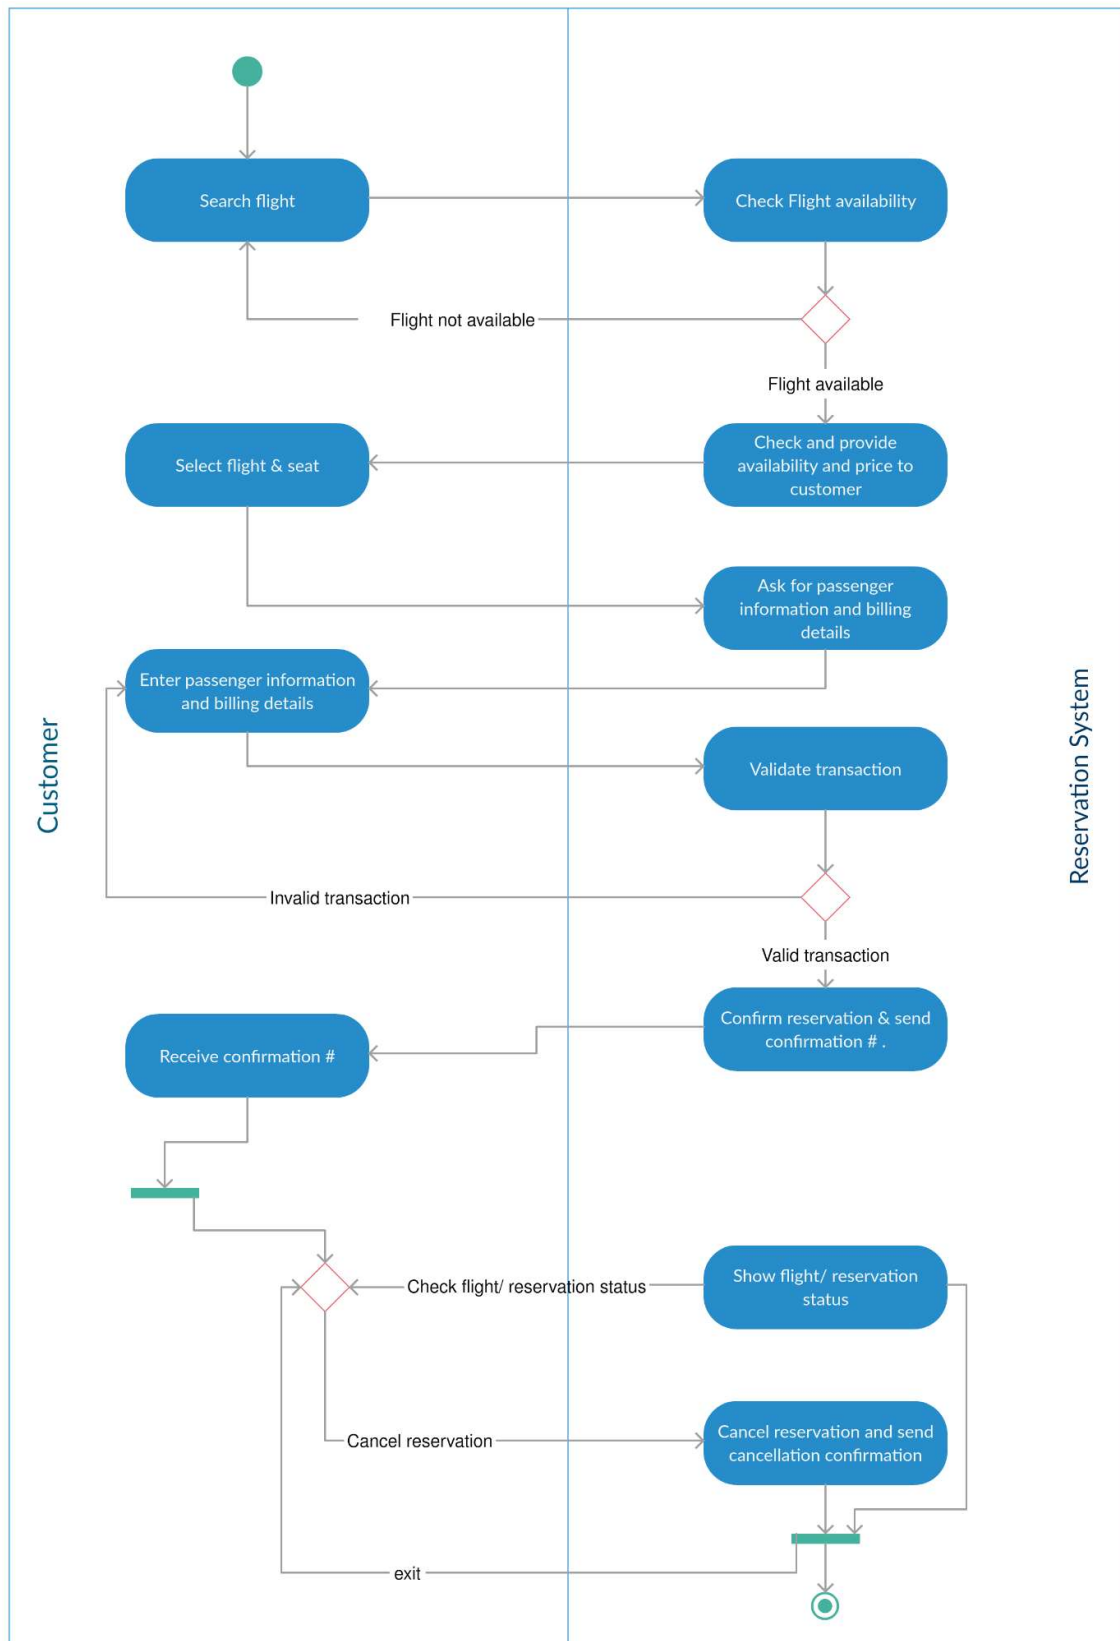 Search flight
Check Flight availability
Flight not available
Flight available
Select flight & seat
Check and provide
availability and price to
customer
Ask for passenger
information and billing
details
Enter passenger information
and billing details
Customer
Reservation System
Validate transaction
Invalid transaction
Valid transaction
Confirm reservation & send
confirmation # .
Receive confirmation #
Check flight/ reservation status
Show flight/ reservation
status
Cancel reservation
Cancel reservation and send
cancellation confirmation
exit